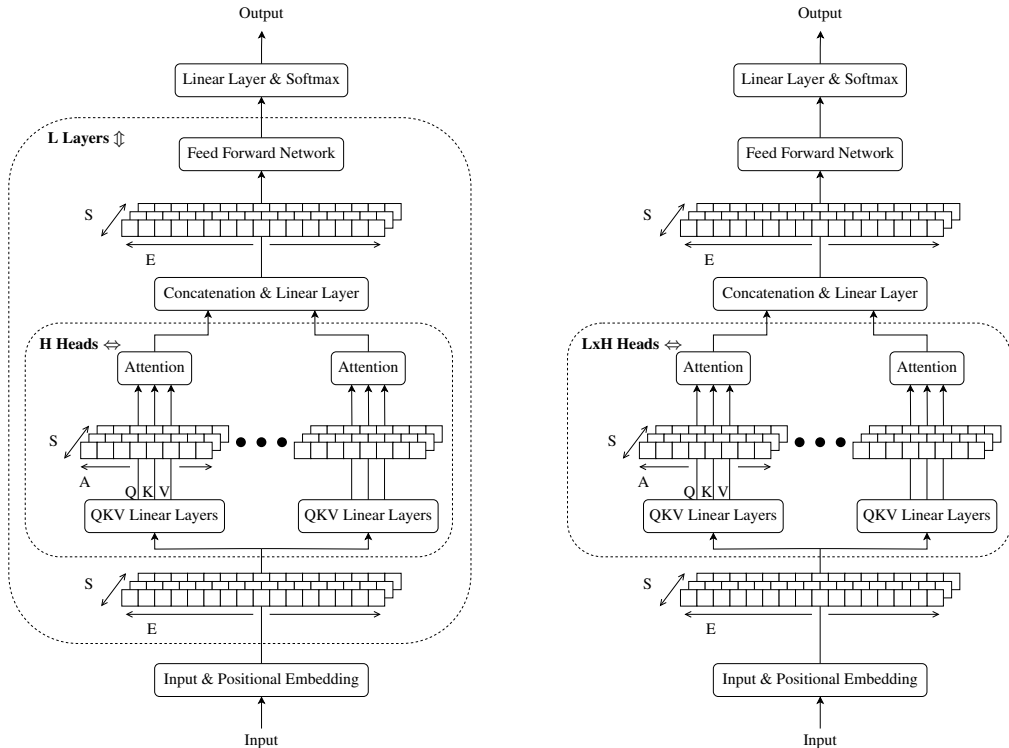 Output
Linear Layer & Softmax
L Layers ⇕
Feed Forward Network
S
E
Concatenation & Linear Layer
H Heads ⇔
Attention
Attention
S
A
Q K V
QKV Linear Layers
QKV Linear Layers
S
E
Input & Positional Embedding
Input
Output
Linear Layer & Softmax
Feed Forward Network
S
E
Concatenation & Linear Layer
LxH Heads ⇔
Attention
Attention
S
A
Q K V
QKV Linear Layers
QKV Linear Layers
S
E
Input & Positional Embedding
Input